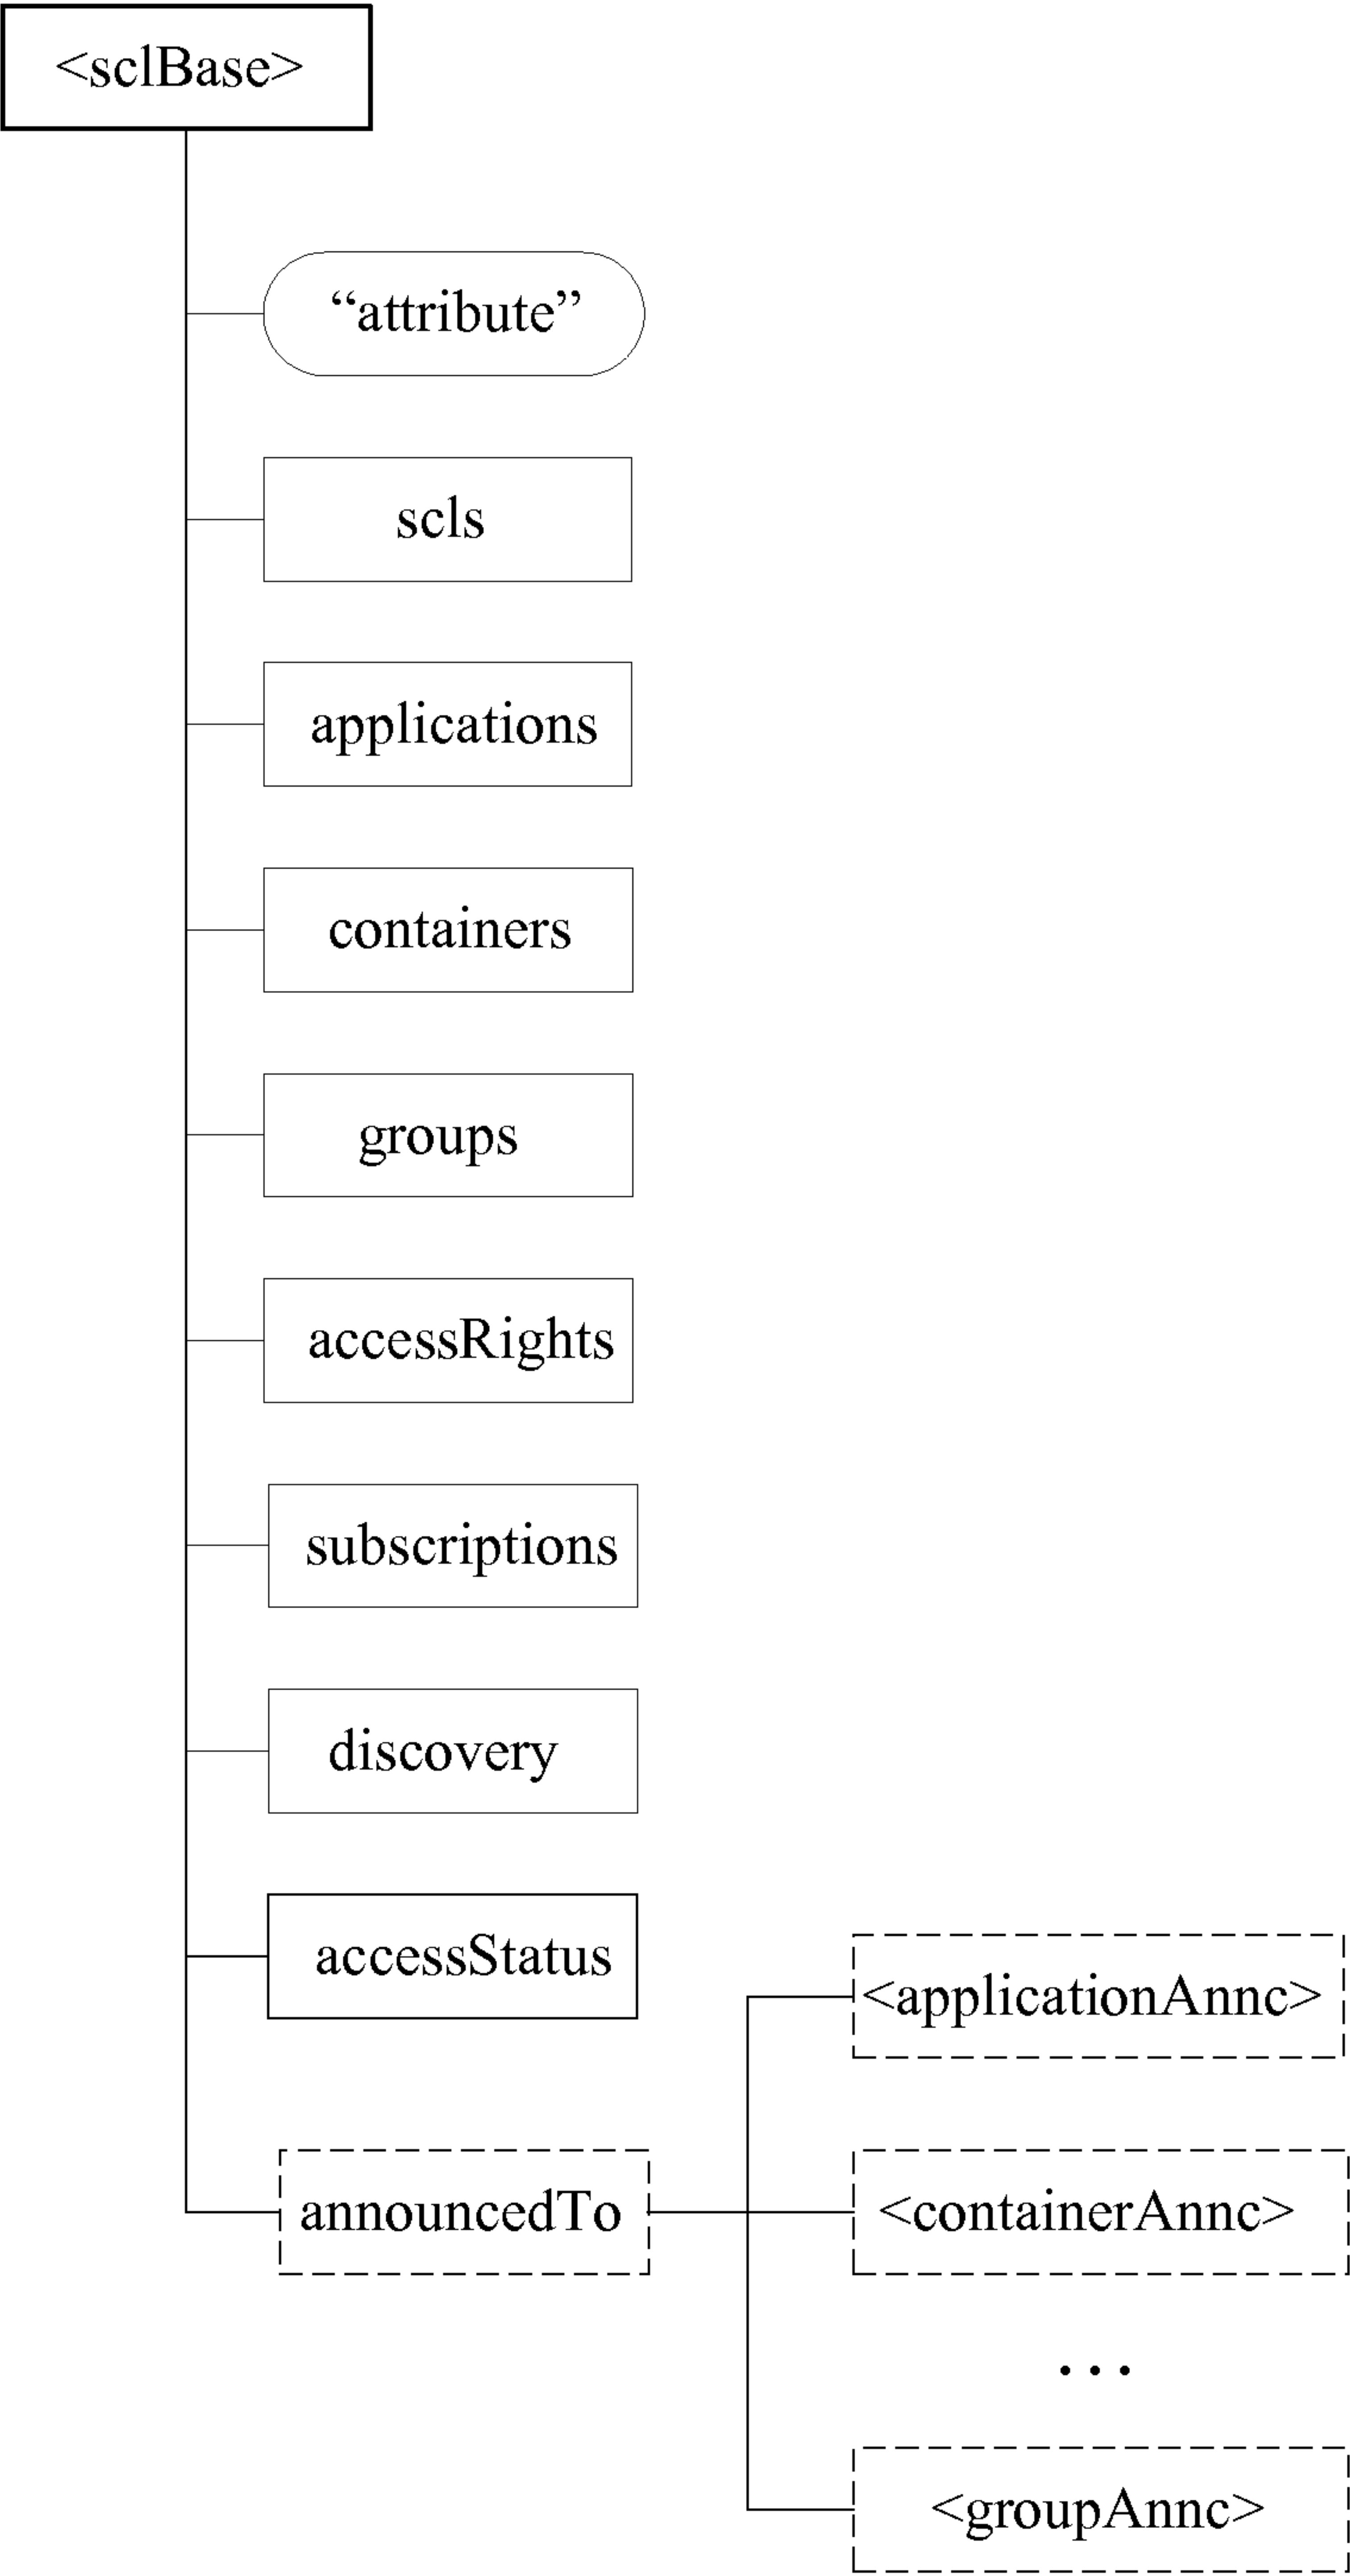 <sclBase>
“attribute”
scls
applications
containers
groups
accessRights
subscriptions
discovery
accessStatus
<applicationAnnc>
announcedTo
<containerAnnc>
...
<groupAnnc>